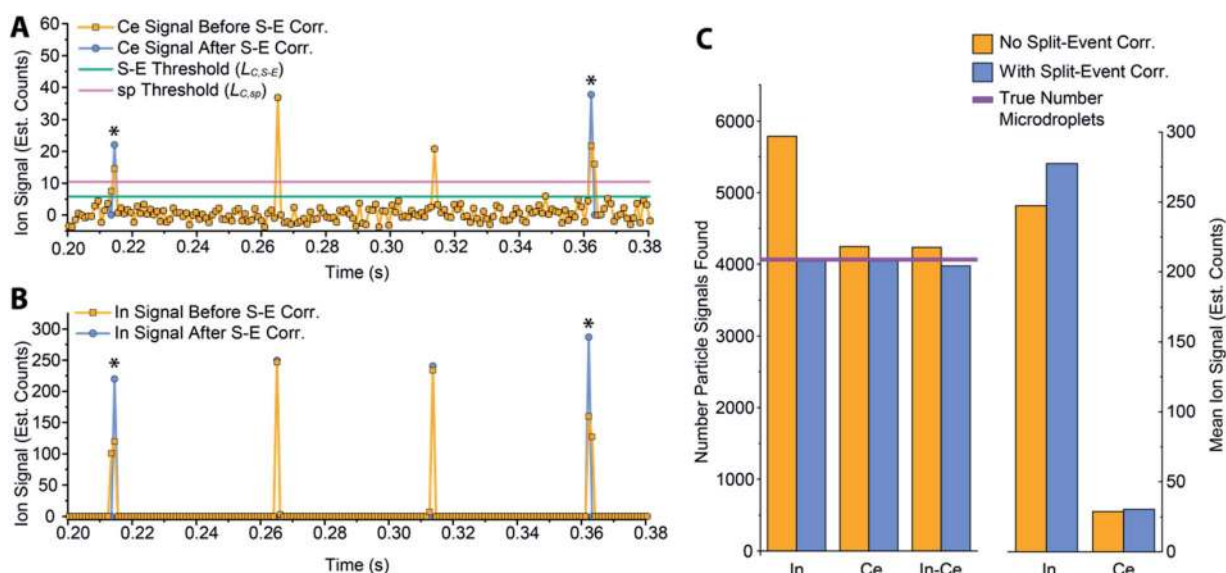 A
Ce Signal Before S-E Corr.
Ce Signal After S-E Corr.
S-E Threshold (LC,S-E)
sp Threshold (LC,sp)
Ion Signal (Est. Counts)
60
50
40
30
20
10
0
*
*
0.20 0.22 0.24 0.26 0.28 0.30 0.32 0.34 0.36 0.38
Time (s)
B
In Signal Before S-E Corr.
In Signal After S-E Corr.
Ion Signal (Est. Counts)
300
250
200
150
100
50
0
*
*
0.20 0.22 0.24 0.26 0.28 0.30 0.32 0.34 0.36 0.38
Time (s)
C
No Split-Event Corr.
With Split-Event Corr.
True Number
Microdroplets
Number Particle Signals Found
6000
5000
4000
3000
2000
1000
0
In Ce In-Ce
Mean Ion Signal (Est. Counts)
300
250
200
150
100
50
0
In Ce